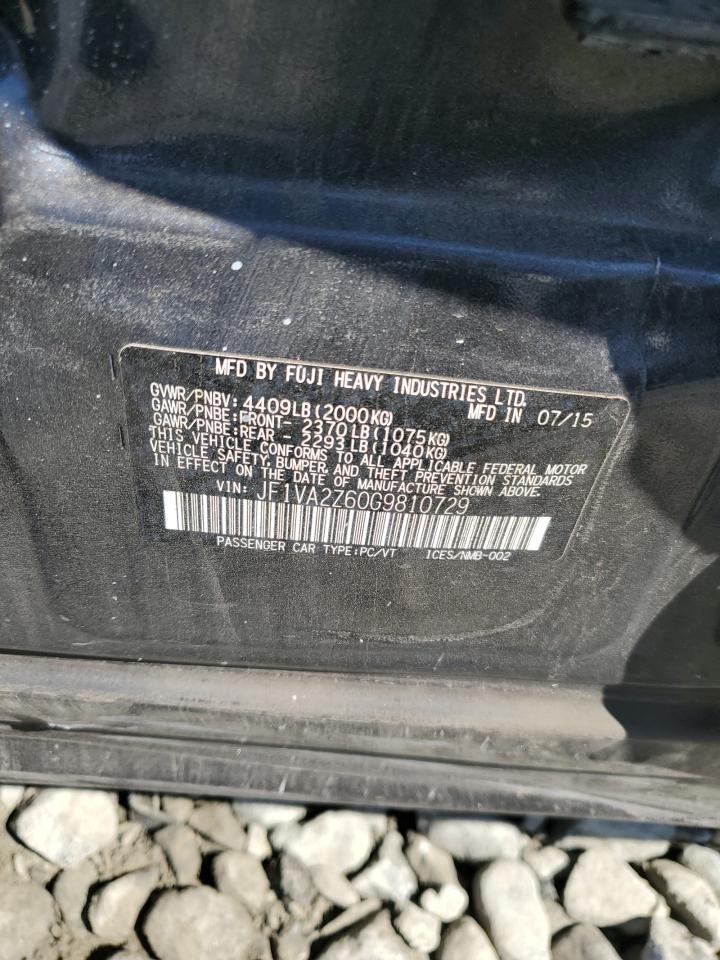 MFD BY FUJI HEAVY INDUSTRIES LTD.
GVWR/PNBV: 4409LB(2000KG) MFD IN 07/15
GAWR/PNBE:FRONT- 2370LB(1075KG)
GAWR/PNBE:REAR - 2293LB(1040KG)
THIS VEHICLE CONFORMS TO ALL APPLICABLE FEDERAL MOTOR
VEHICLE SAFETY, BUMPER, AND THEFT PREVENTION STANDARDS
IN EFFECT ON THE DATE OF MANUFACTURE SHOWN ABOVE.
VIN: JF1VA2Z60G9810729
PASSENGER CAR TYPE:PC/VT ICES/NMB-002